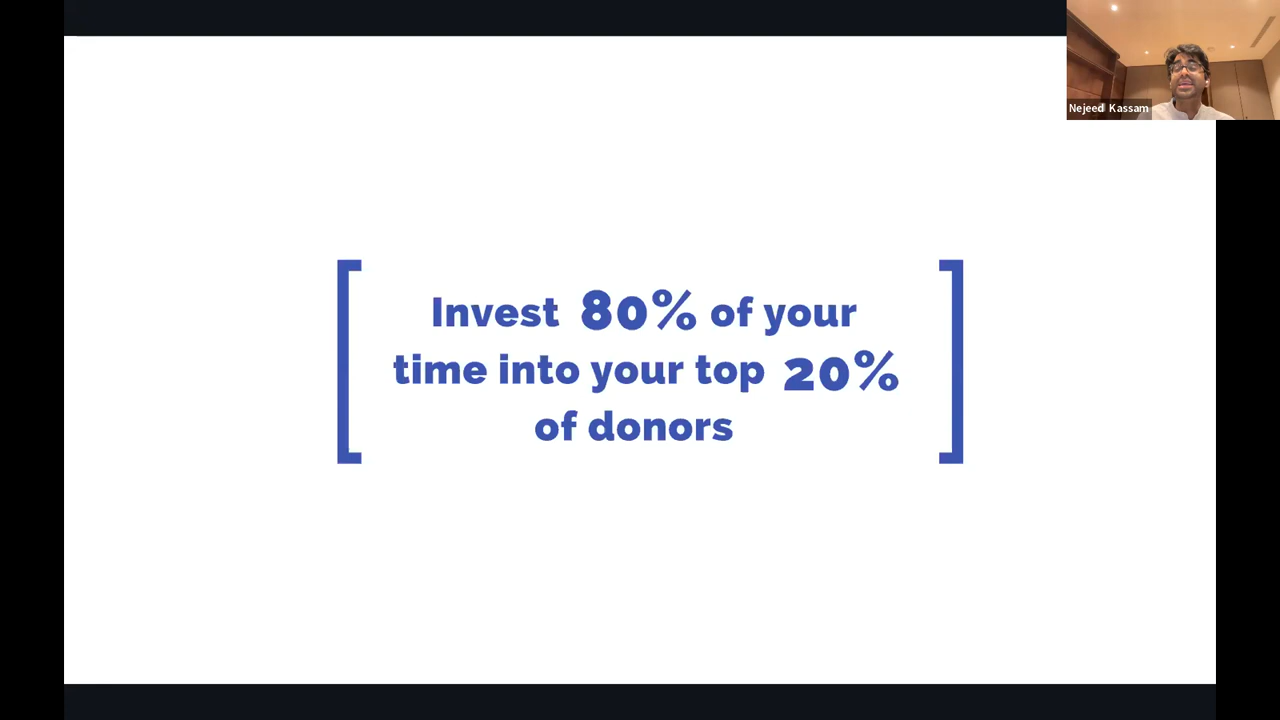 Nejeed Kassam
Invest 80% of your
time into your top 20%
of donors